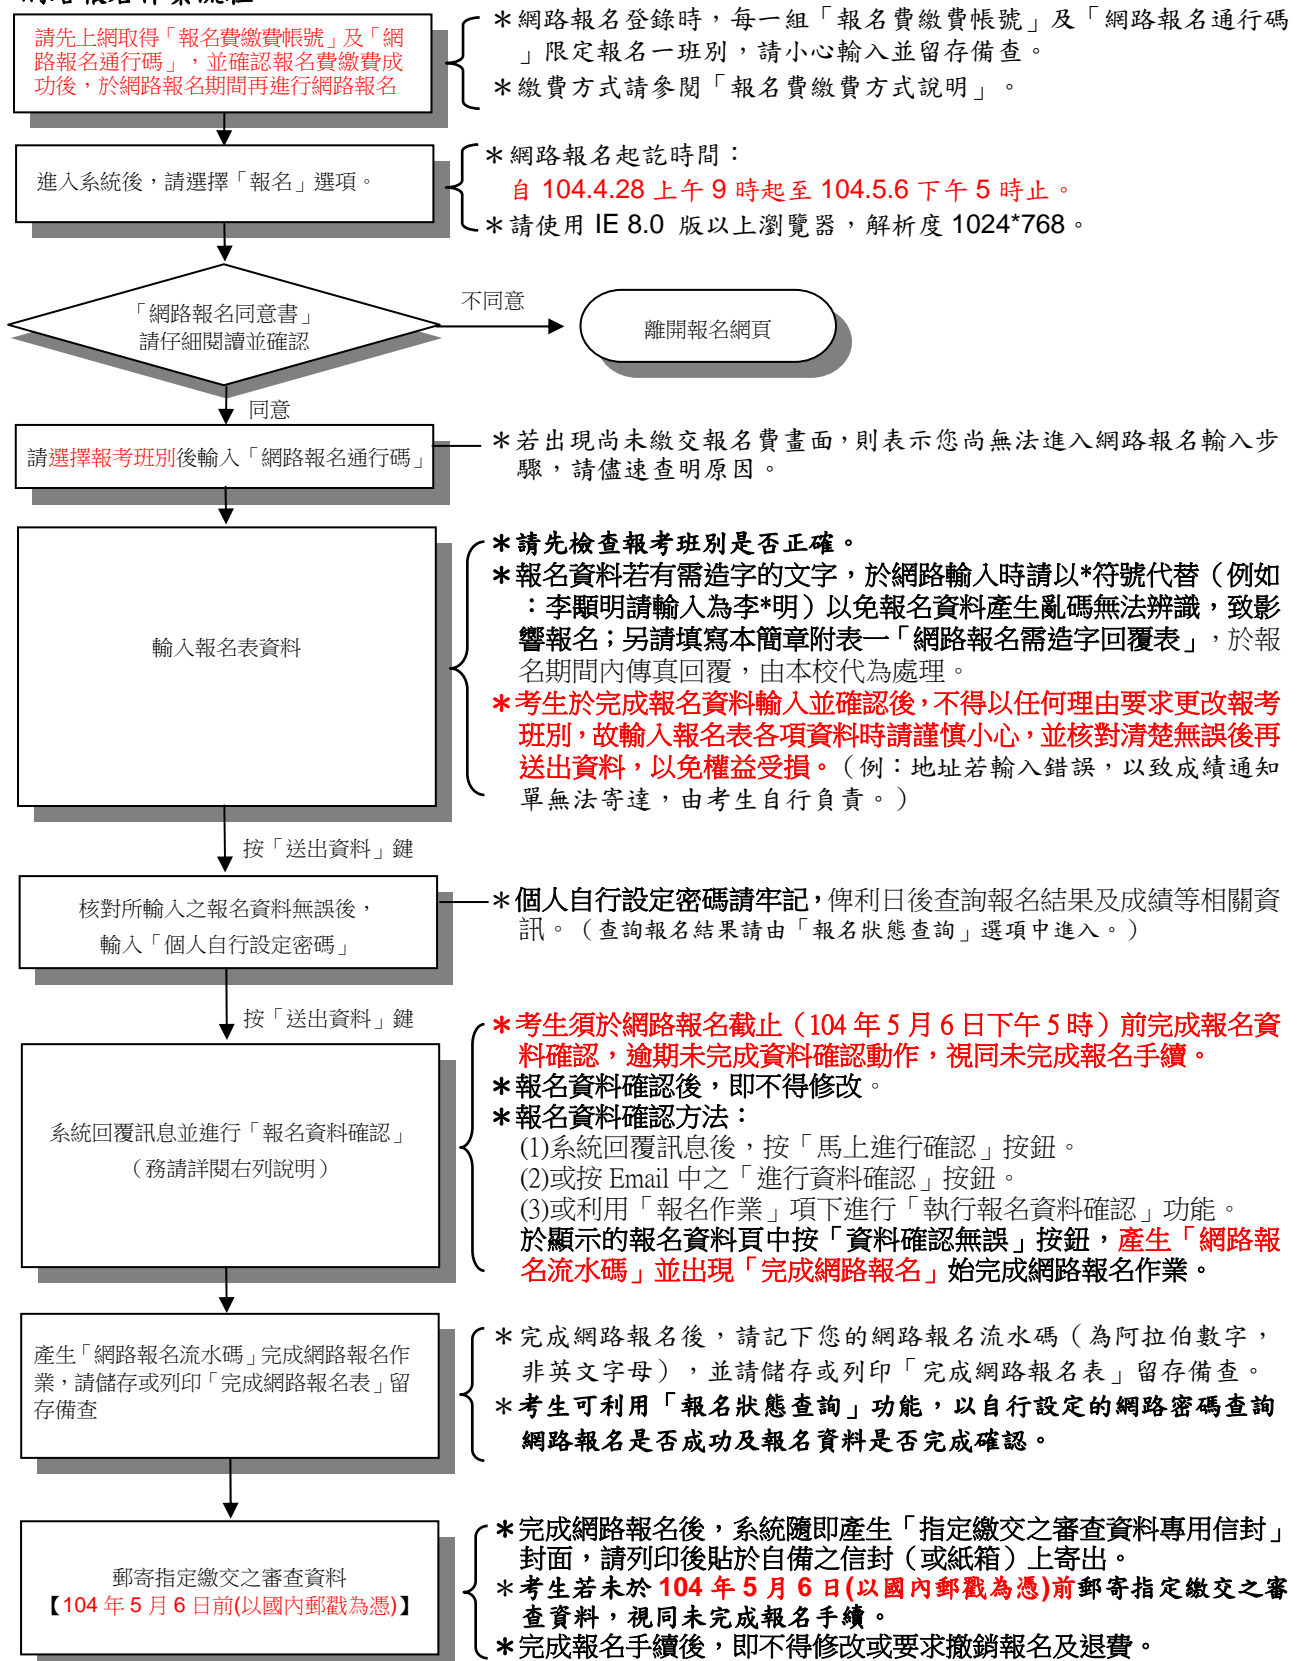 請先上網取得「報名費繳費帳號」及「網
路報名通行碼」，並確認報名費繳費成
功後，於網路報名期間再進行網路報名
＊網路報名登錄時，每一組「報名費繳費帳號」及「網路報名通行碼
」限定報名一班別，請小心輸入並留存備查。
＊繳費方式請參閱「報名費繳費方式說明」。
進入系統後，請選擇「報名」選項。
＊網路報名起訖時間：
自 104.4.28 上午 9 時起至 104.5.6 下午 5 時止。
＊請使用 IE 8.0 版以上瀏覽器，解析度 1024*768。
「網路報名同意書」
請仔細閱讀並確認
不同意
離開報名網頁
同意
請選擇報考班別後輸入「網路報名通行碼」
＊若出現尚未繳交報名費畫面，則表示您尚無法進入網路報名輸入步
驟，請儘速查明原因。
輸入報名表資料
＊請先檢查報考班別是否正確。
＊報名資料若有需造字的文字，於網路輸入時請以*符號代替（例如
：李顒明請輸入為李*明）以免報名資料產生亂碼無法辨識，致影
響報名；另請填寫本簡章附表一「網路報名需造字回覆表」，於報
名期間內傳真回覆，由本校代為處理。
＊考生於完成報名資料輸入並確認後，不得以任何理由要求更改報考
班別，故輸入報名表各項資料時請謹慎小心，並核對清楚無誤後再
送出資料，以免權益受損。（例：地址若輸入錯誤，以致成績通知
單無法寄達，由考生自行負責。）
按「送出資料」鍵
核對所輸入之報名資料無誤後，
輸入「個人自行設定密碼」
＊個人自行設定密碼請牢記，俾利日後查詢報名結果及成績等相關資
訊。（查詢報名結果請由「報名狀態查詢」選項中進入。）
按「送出資料」鍵
系統回覆訊息並進行「報名資料確認」
（務請詳閱右列說明）
＊考生須於網路報名截止（104 年 5 月 6 日下午 5 時）前完成報名資
料確認，逾期未完成資料確認動作，視同未完成報名手續。
＊報名資料確認後，即不得修改。
＊報名資料確認方法：
(1)系統回覆訊息後，按「馬上進行確認」按鈕。
(2)或按 Email 中之「進行資料確認」按鈕。
(3)或利用「報名作業」項下進行「執行報名資料確認」功能。
於顯示的報名資料頁中按「資料確認無誤」按鈕，產生「網路報
名流水碼」並出現「完成網路報名」始完成網路報名作業。
產生「網路報名流水碼」完成網路報名作
業，請儲存或列印「完成網路報名表」留
存備查
＊完成網路報名後，請記下您的網路報名流水碼（為阿拉伯數字，
非英文字母），並請儲存或列印「完成網路報名表」留存備查。
＊考生可利用「報名狀態查詢」功能，以自行設定的網路密碼查詢
網路報名是否成功及報名資料是否完成確認。
郵寄指定繳交之審查資料
【104 年 5 月 6 日前(以國內郵戳為憑)】
＊完成網路報名後，系統隨即產生「指定繳交之審查資料專用信封」
封面，請列印後貼於自備之信封（或紙箱）上寄出。
＊考生若未於 104 年 5 月 6 日(以國內郵戳為憑)前郵寄指定繳交之審
查資料，視同未完成報名手續。
＊完成報名手續後，即不得修改或要求撤銷報名及退費。